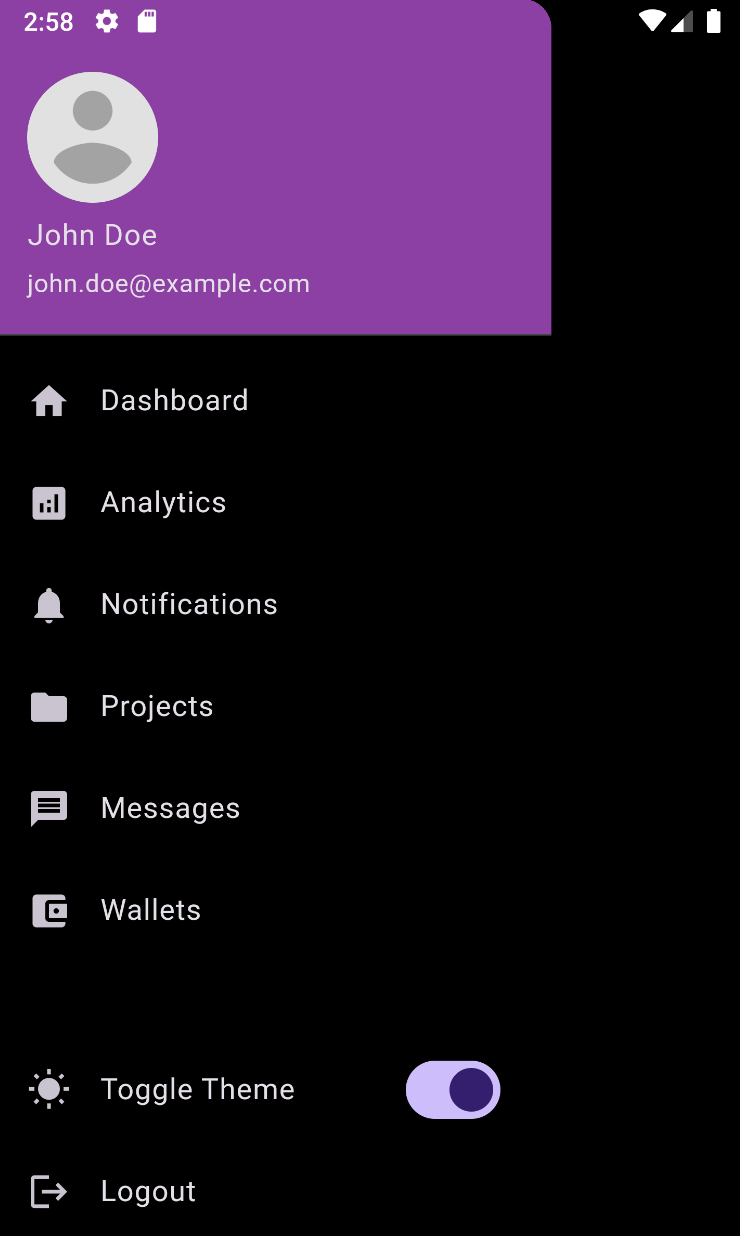 2:58
John Doe
john.doe@example.com
Dashboard
Analytics
Notifications
Projects
Messages
Wallets
Toggle Theme
Logout